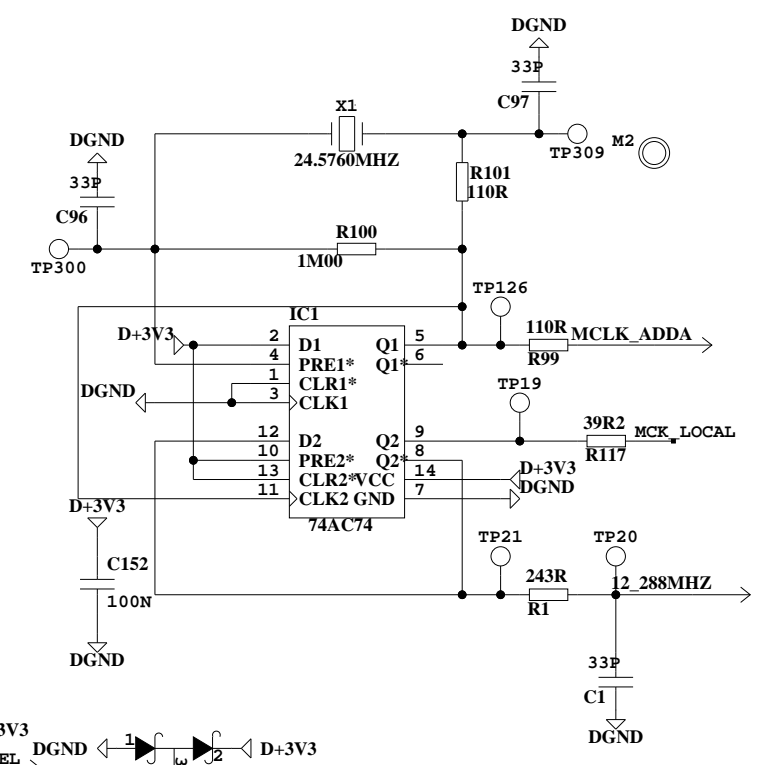 DGND
33P
C97
X1
24.5760MHZ
TP309
M2
DGND
33P
C96
TP300
R101
110R
R100
1M00
TP126
IC1
D+3V3
2 D1 Q1 5
110R MCLK_ADDA
R99
4 PRE1* Q1* 6
1 CLR1*
DGND
3 CLK1
TP19
12 D2 Q2 9
39R2 MCK_LOCAL
R117
10 PRE2* Q2* 8
13 CLR2* VCC 14
D+3V3
11 CLK2 GND 7
DGND
74AC74
D+3V3
C152
100N
DGND
TP21
TP20
243R
12_288MHZ
R1
33P
C1
DGND
3V3
EL
DGND
1
3
2
D+3V3